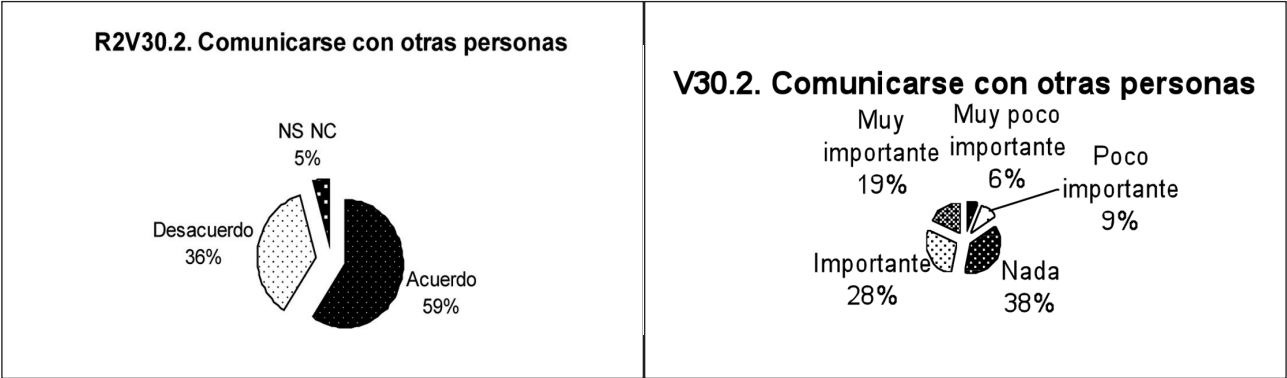 R2V30.2. Comunicarse con otras personas
NS NC
5%
Desacuerdo
36%
Acuerdo
59%
V30.2. Comunicarse con otras personas
Muy
importante
19%
Muy poco
importante
6%
Poco
importante
9%
Importante
28%
Nada
38%